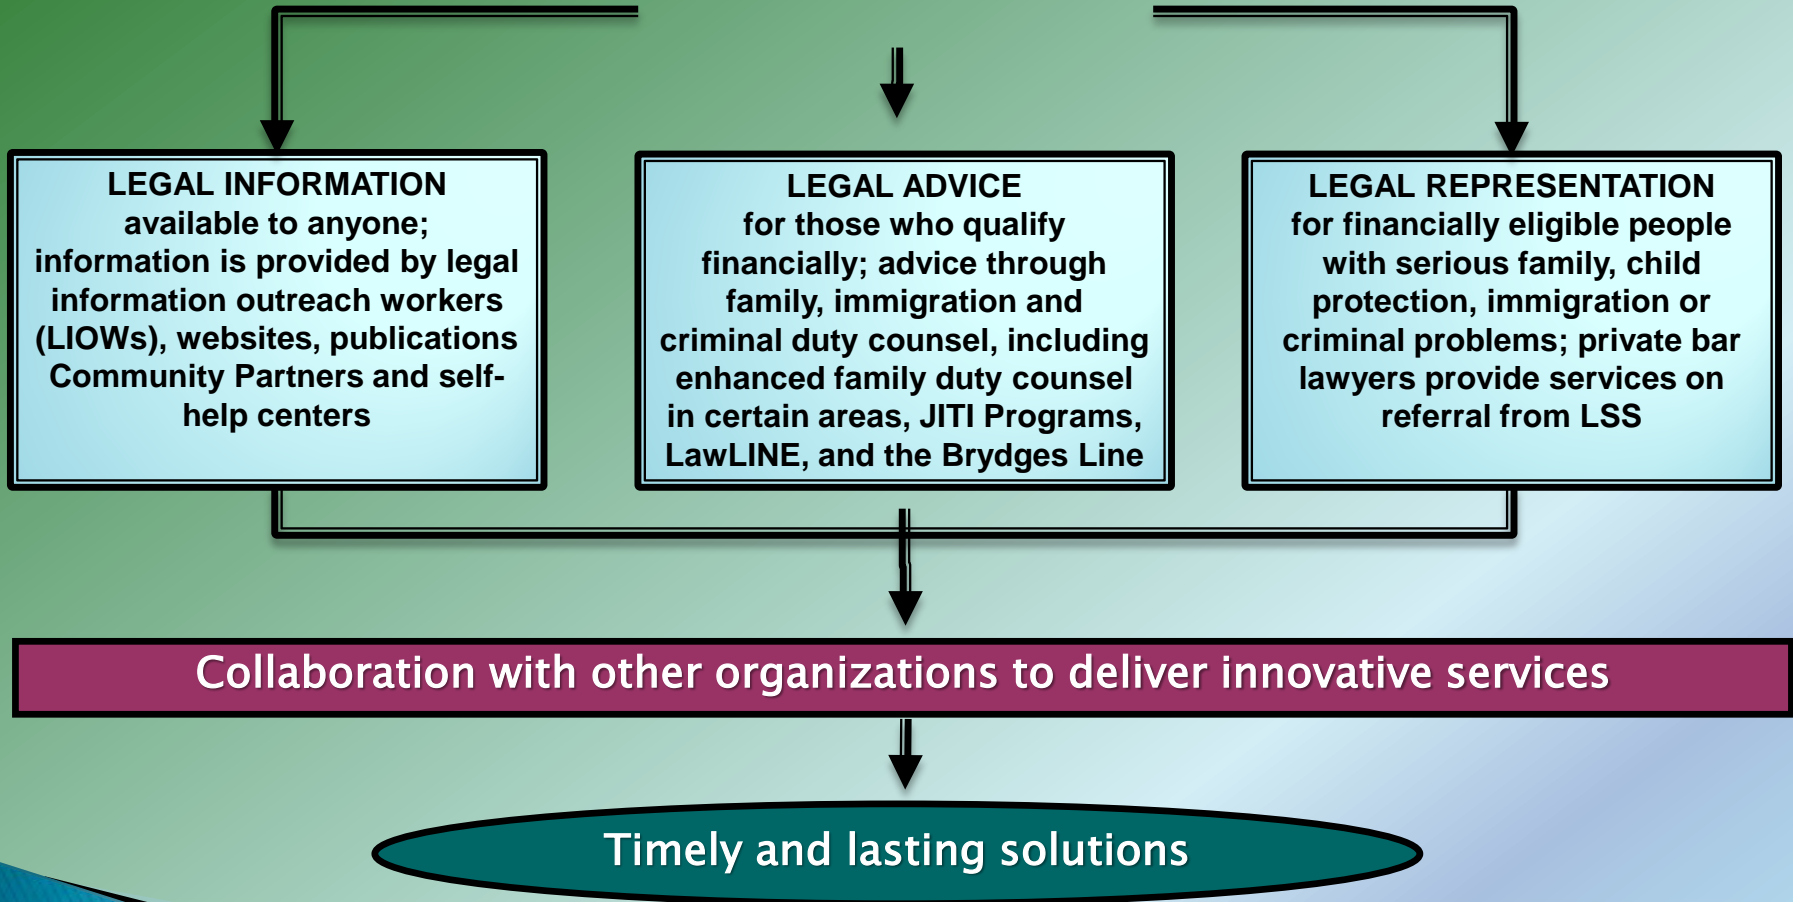 LEGAL INFORMATION
available to anyone;
information is provided by legal
information outreach workers
(LIOWs), websites, publications
Community Partners and self-
help centers
LEGAL ADVICE
for those who qualify
financially; advice through
family, immigration and
criminal duty counsel, including
enhanced family duty counsel
in certain areas, JITI Programs,
LawLINE, and the Brydges Line
LEGAL REPRESENTATION
for financially eligible people
with serious family, child
protection, immigration or
criminal problems; private bar
lawyers provide services on
referral from LSS
Collaboration with other organizations to deliver innovative services
Timely and lasting solutions